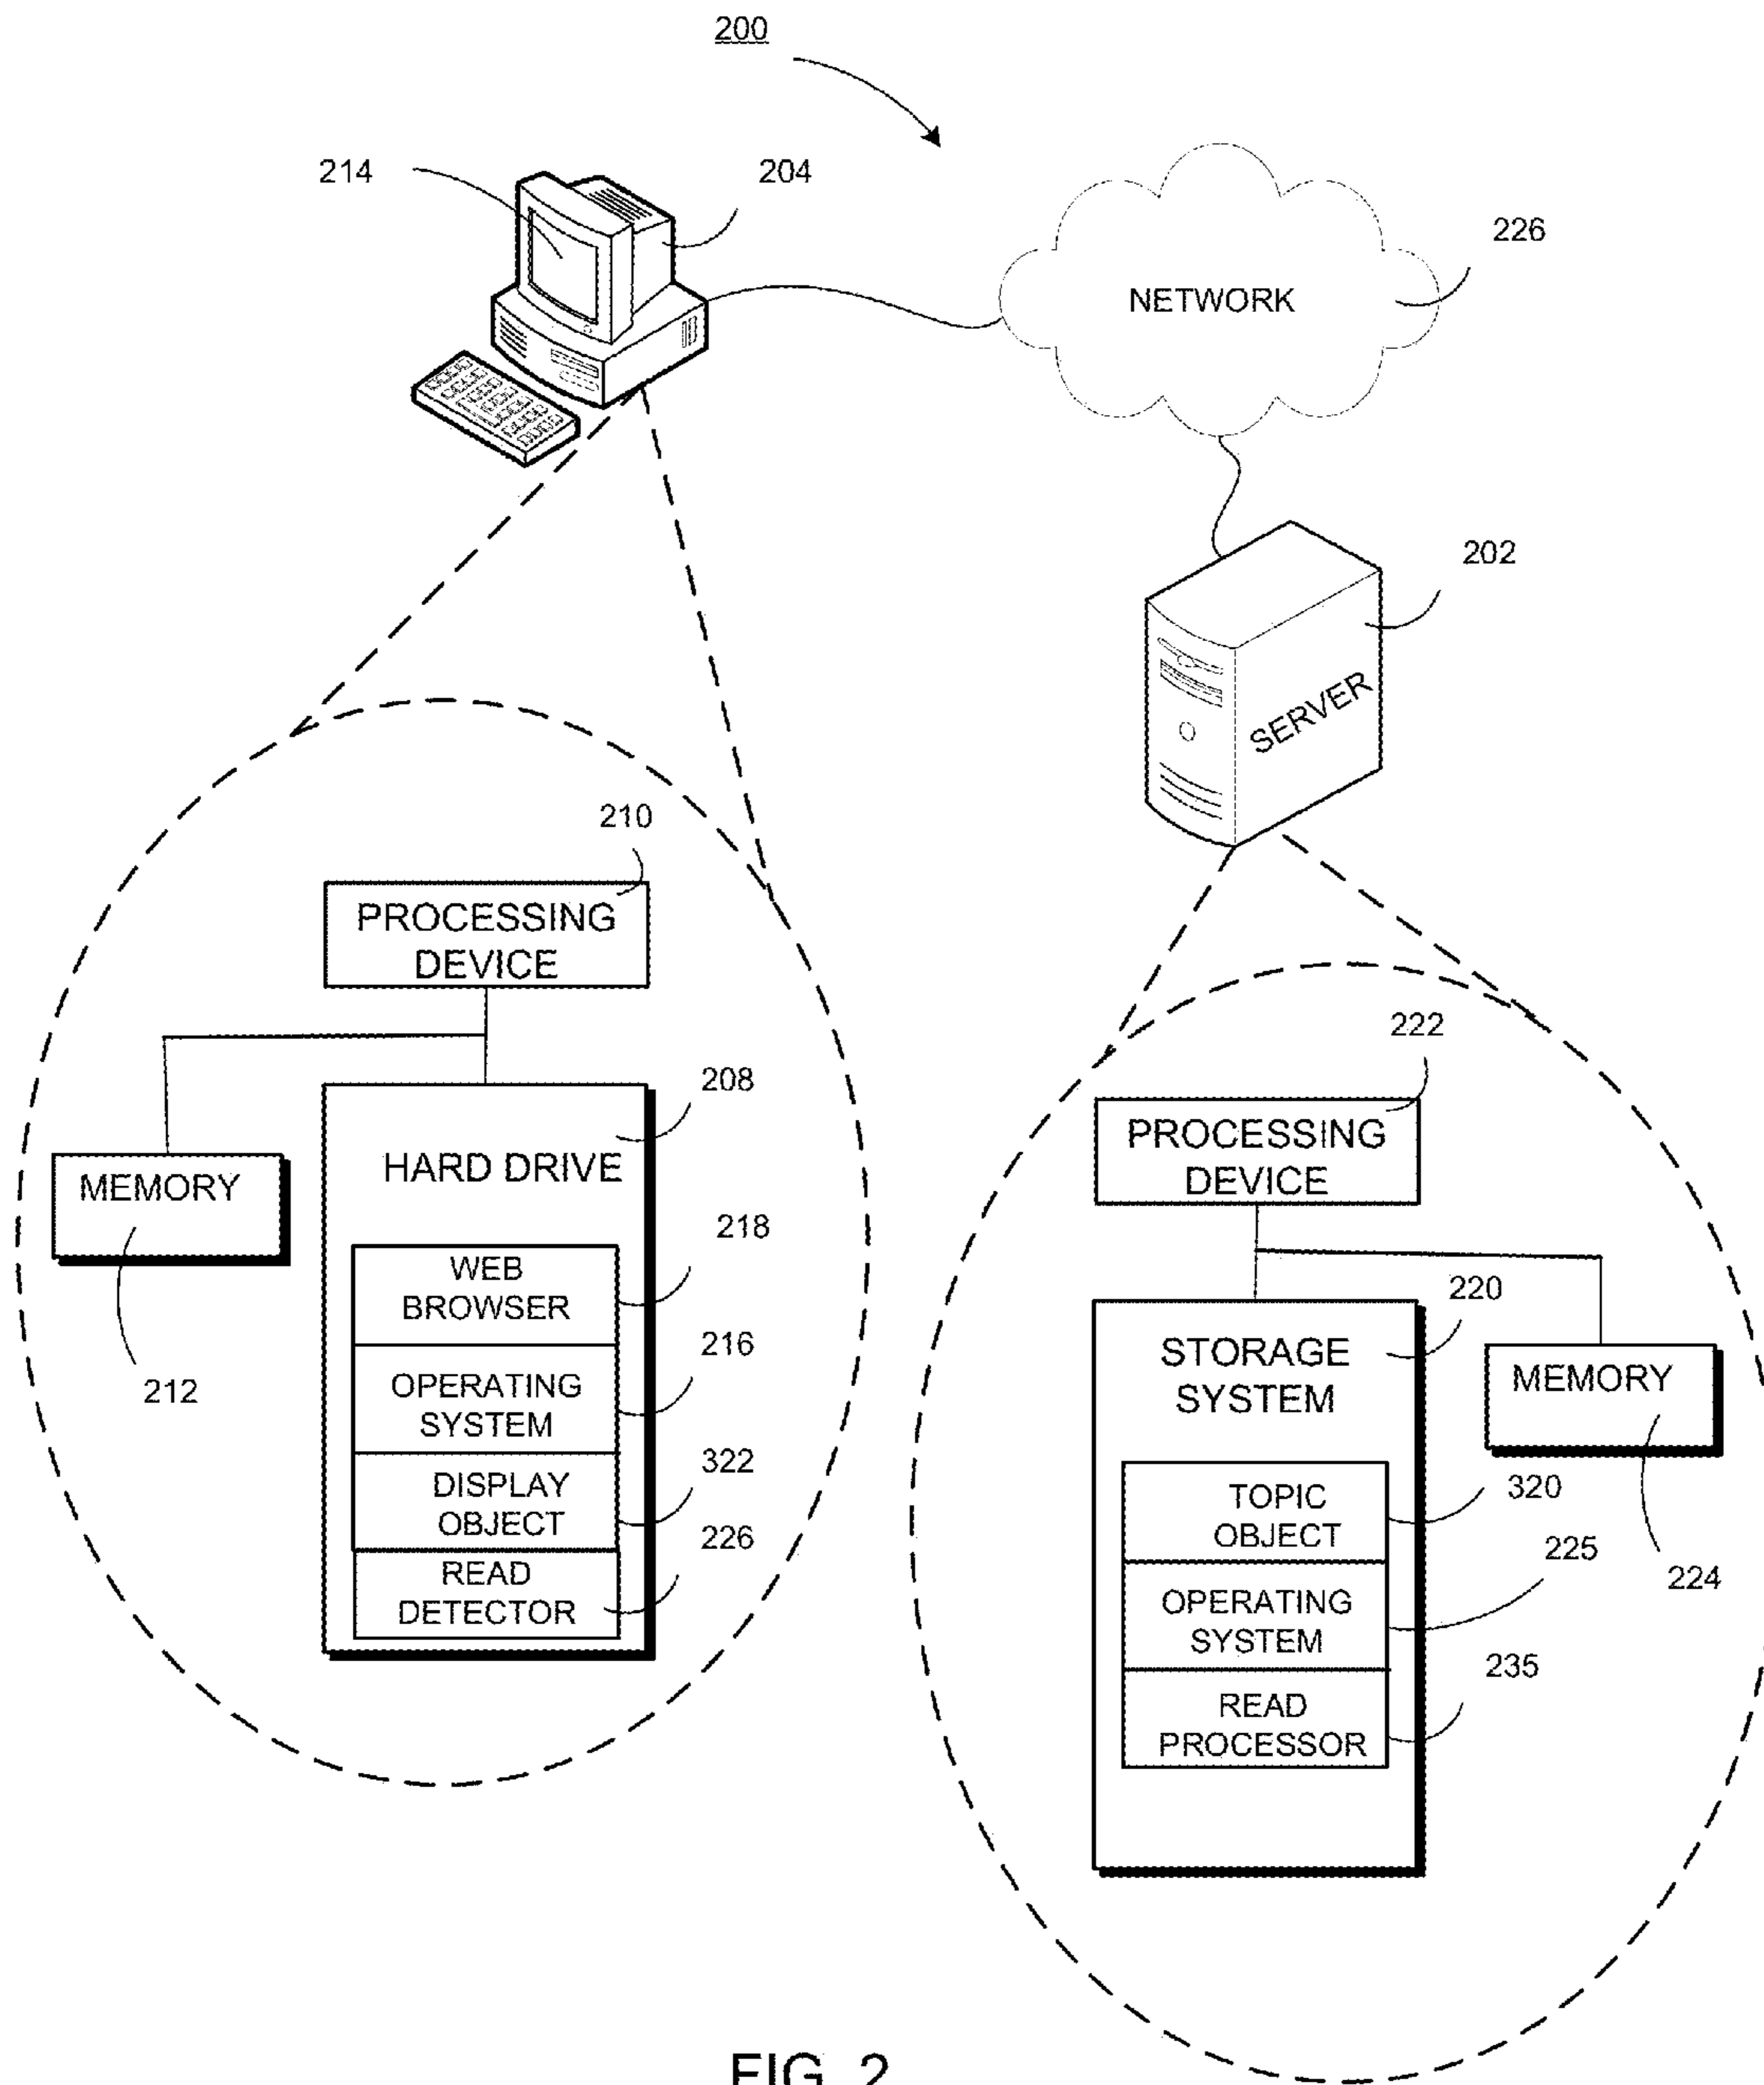 200
214
204
226
NETWORK
202
SERVER
210
PROCESSING
DEVICE
208
HARD DRIVE
MEMORY
212
218
WEB
BROWSER
216
OPERATING
SYSTEM
322
DISPLAY
OBJECT
226
READ
DETECTOR
222
PROCESSING
DEVICE
220
STORAGE
SYSTEM
MEMORY
224
320
TOPIC
OBJECT
225
OPERATING
SYSTEM
235
READ
PROCESSOR
FIG. 2